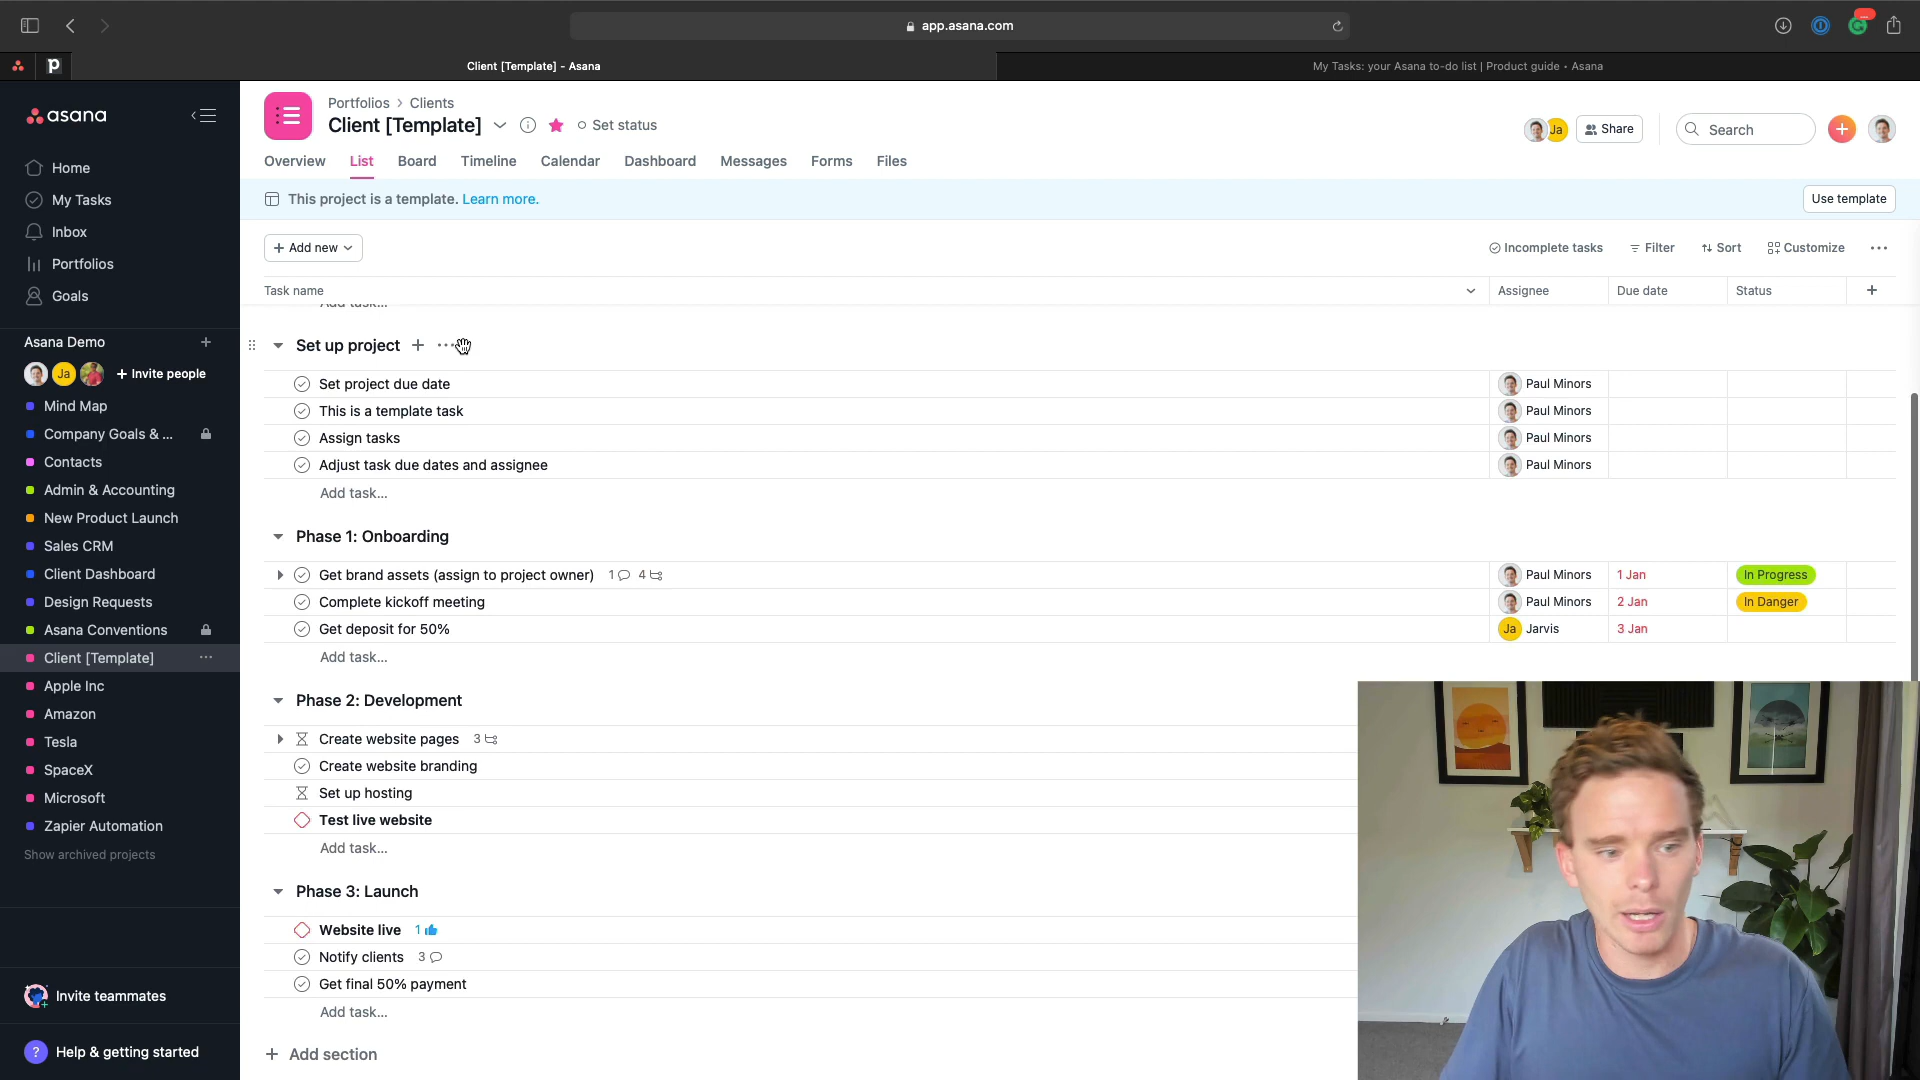 app.asana.com
p
Client [Template] - Asana
My Tasks: your Asana to-do list | Product guide • Asana
asana
Home
My Tasks
Inbox
Portfolios
Goals
Asana Demo
Ja
Invite people
Mind Map
Company Goals & ...
Contacts
Admin & Accounting
New Product Launch
Sales CRM
Client Dashboard
Design Requests
Asana Conventions
Client [Template]
Apple Inc
Amazon
Tesla
SpaceX
Microsoft
Zapier Automation
Show archived projects
Invite teammates
? Help & getting started
Portfolios > Clients
Client [Template] Set status
Ja Share Search
Overview List Board Timeline Calendar Dashboard Messages Forms Files
This project is a template. Learn more. Use template
+ Add new Incomplete tasks Filter Sort Customize
Task name Assignee Due date Status +
Add task...
Set up project + ...
Set project due date Paul Minors
This is a template task Paul Minors
Assign tasks Paul Minors
Adjust task due dates and assignee Paul Minors
Add task...
Phase 1: Onboarding
Get brand assets (assign to project owner) 1 4 Paul Minors 1 Jan In Progress
Complete kickoff meeting Paul Minors 2 Jan In Danger
Get deposit for 50% Ja Jarvis 3 Jan
Add task...
Phase 2: Development
Create website pages 3
Create website branding
Set up hosting
Test live website
Add task...
Phase 3: Launch
Website live 1
Notify clients 3
Get final 50% payment
Add task...
+ Add section